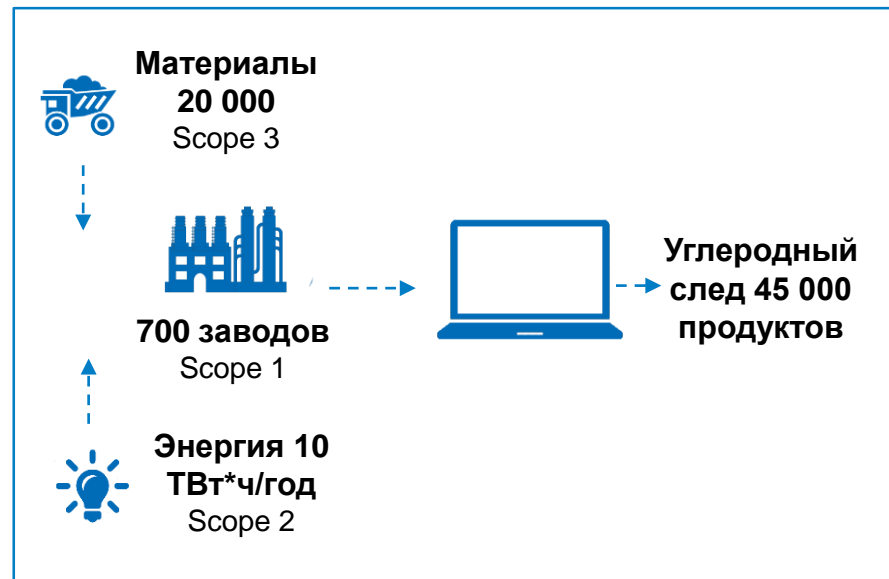 Материалы
20 000
Scope 3
700 заводов
Scope 1
Энергия 10
ТВт*ч/год
Scope 2
Углеродный
след 45 000
продуктов